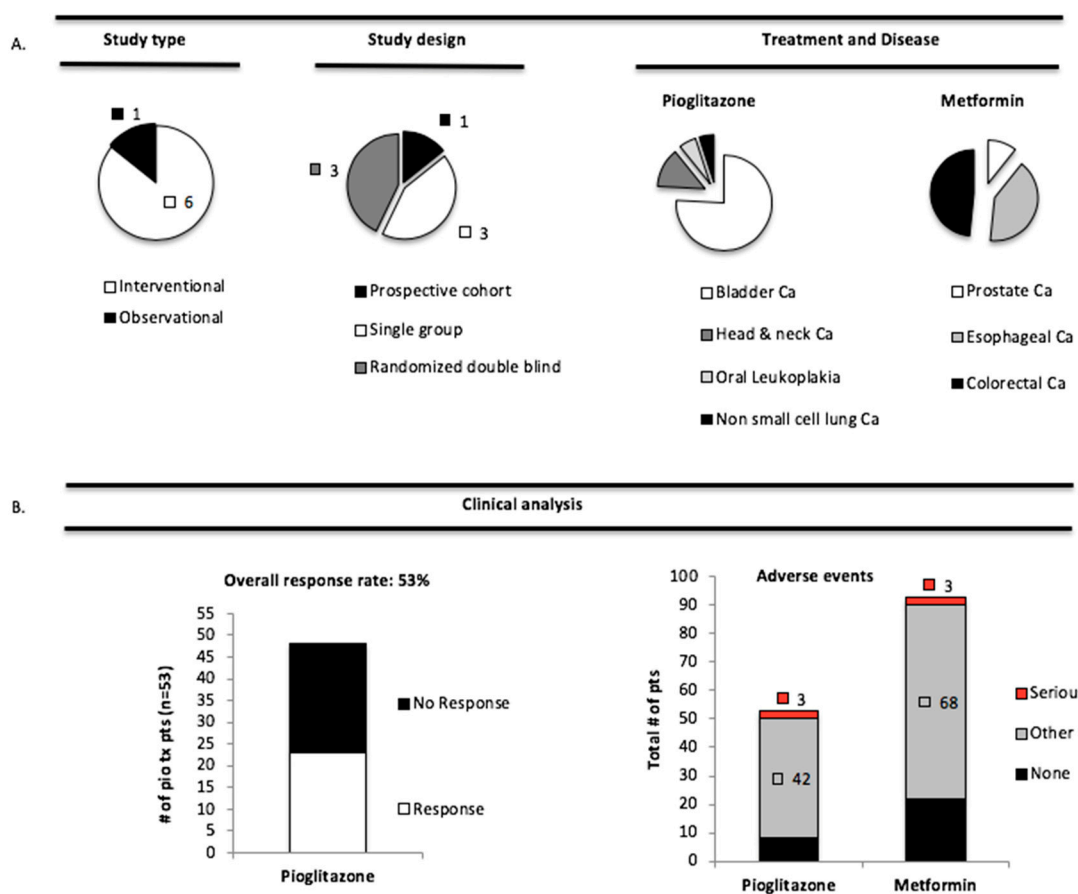 A.
Study type
Study design
Treatment and Disease
Pioglitazone
Metformin
1
6
1
3
3
Interventional
Observational
Prospective cohort
Single group
Randomized double blind
Bladder Ca
Head & neck Ca
Oral Leukoplakia
Non small cell lung Ca
Prostate Ca
Esophageal Ca
Colorectal Ca
B.
Clinical analysis
Overall response rate: 53%
# of pio tx pts (n=53)
55
50
45
40
35
30
25
20
15
10
5
0
Pioglitazone
No Response
Response
Adverse events
Total # of pts
100
90
80
70
60
50
40
30
20
10
0
3
42
3
68
Pioglitazone
Metformin
Seriou
Other
None